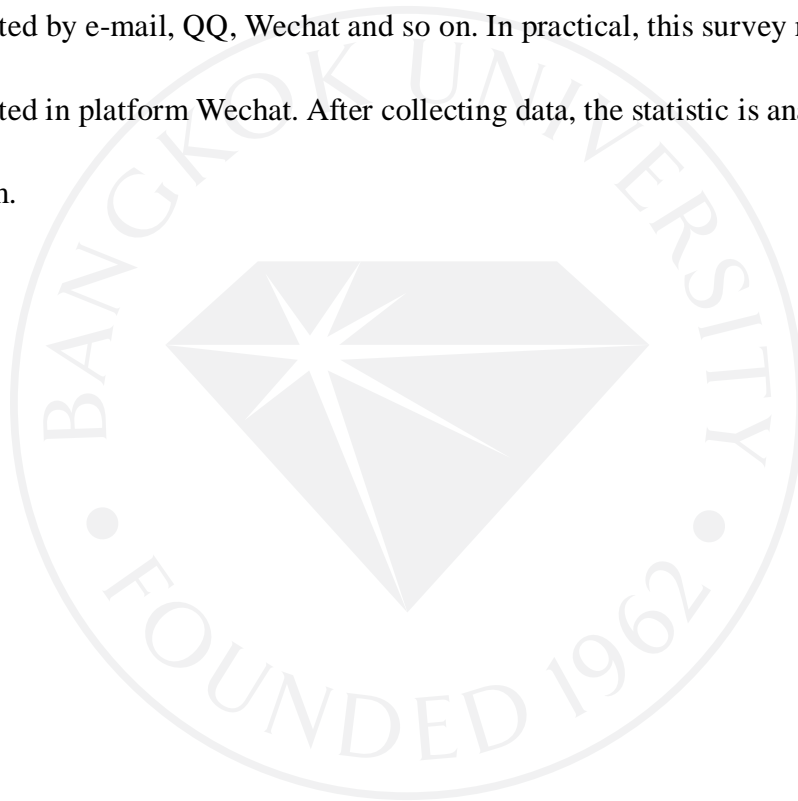 ted by e-mail, QQ, Wechat and so on. In practical, this survey
ted in platform Wechat. After collecting data, the statistic is
BANGKOK UNIVERSITY
FOUNDED 1962